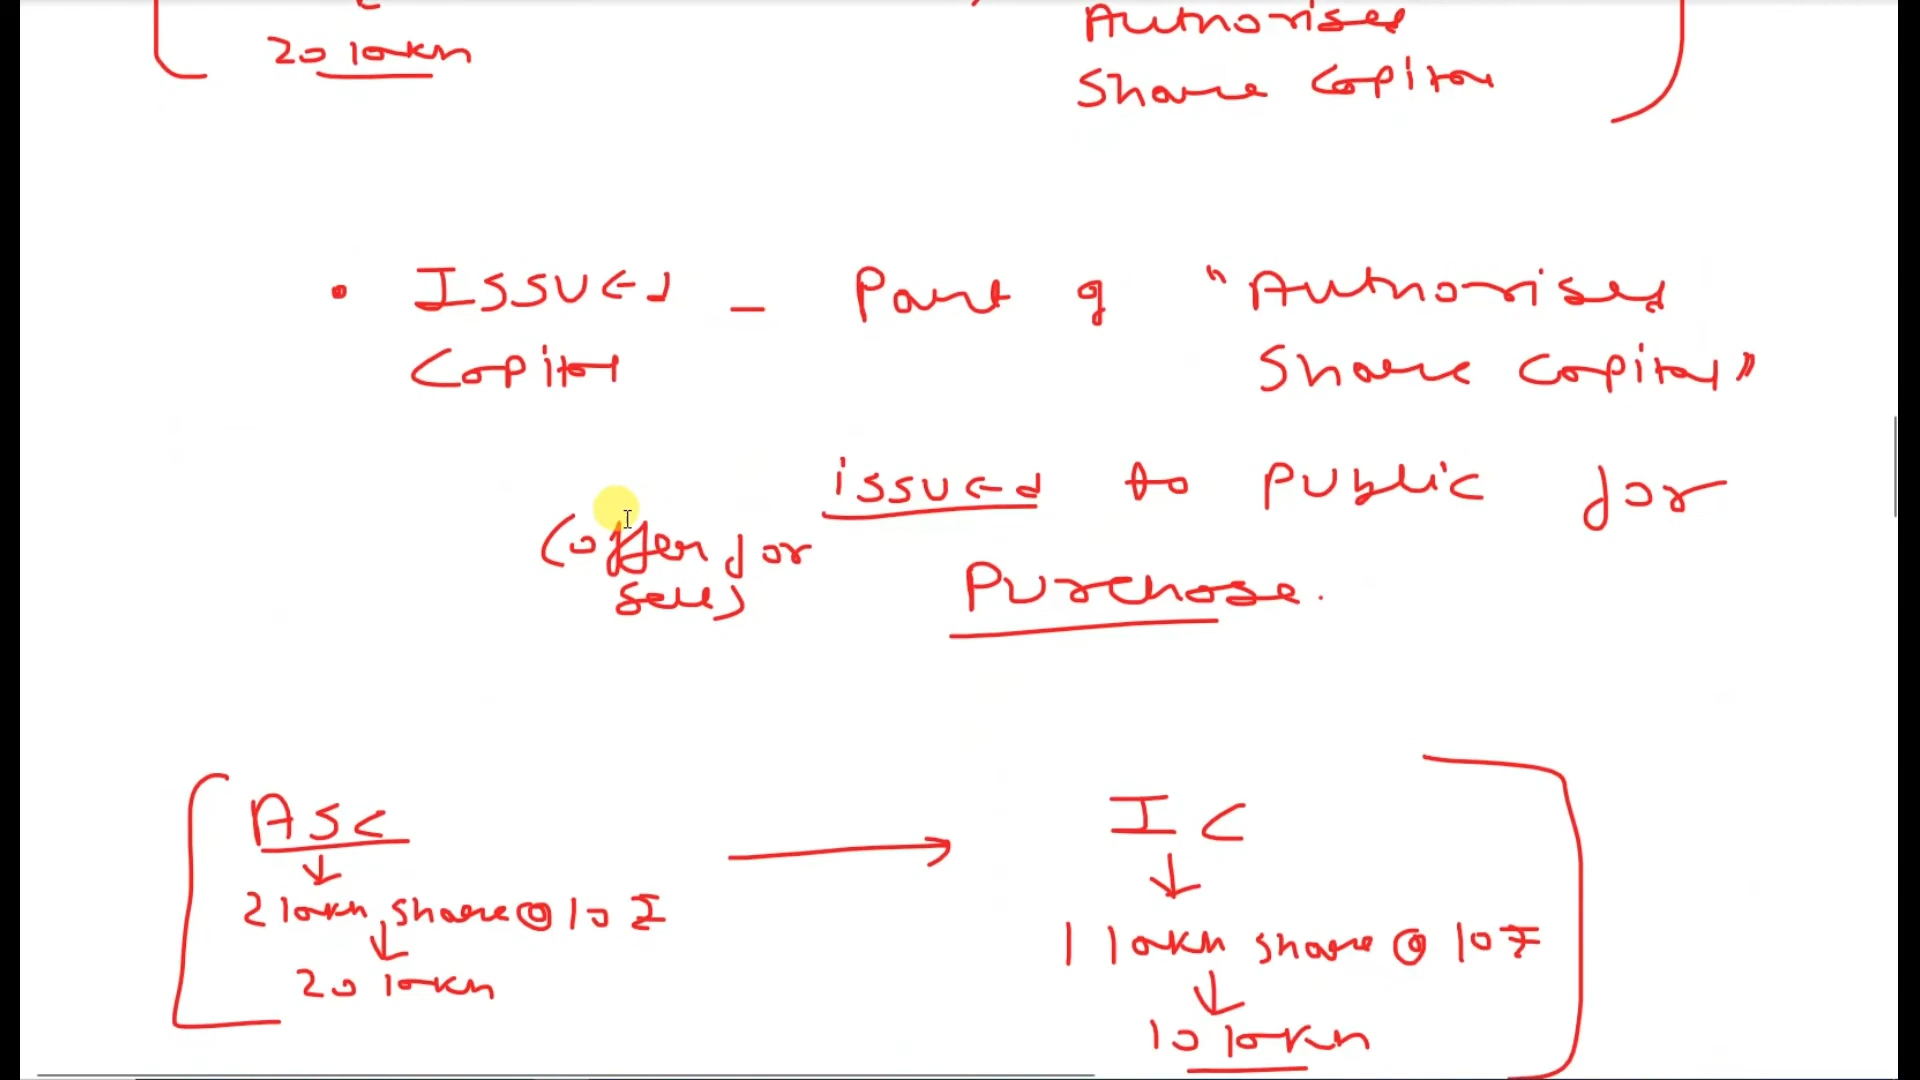 20 lakh
Authorised
Share Capital
• Issued – Part of "Authorised
Capital Share Capital"
issued to public for
(offer for
sell)
Purchase.
ASC → IC
↓ ↓
2 lakh share @ 10 ₹
1 lakh share @ 10 ₹
↓ ↓
20 lakh
10 lakh